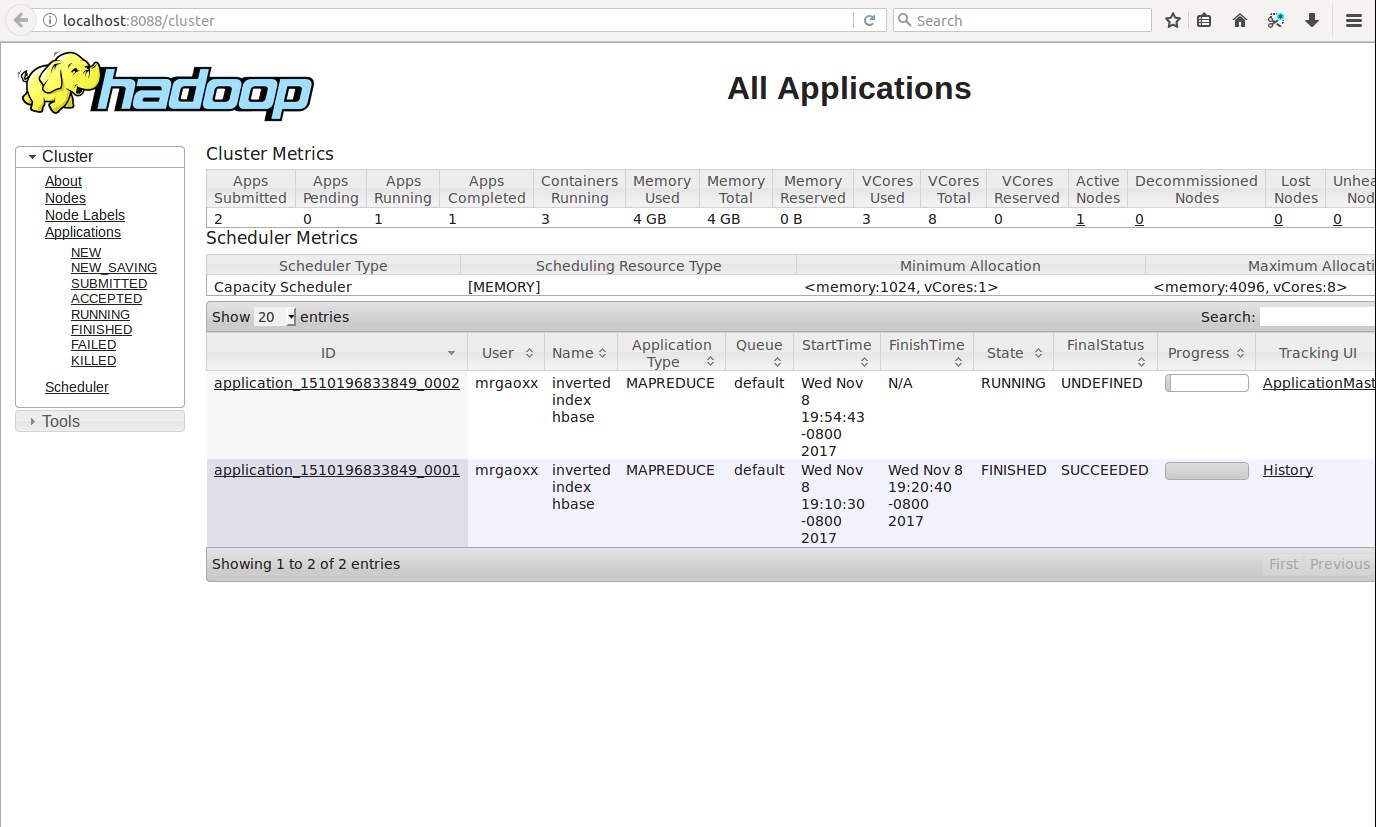 localhost:8088/cluster
Search
hadoop
All Applications
Cluster
About
Nodes
Node Labels
Applications
NEW
NEW_SAVING
SUBMITTED
ACCEPTED
RUNNING
FINISHED
FAILED
KILLED
Scheduler
Tools
Cluster Metrics
Apps Submitted Apps Pending Apps Running Apps Completed Containers Running Memory Used Memory Total Memory Reserved VCores Used VCores Total VCores Reserved Active Nodes Decommissioned Nodes Lost Nodes Unhea Nod
2 0 1 1 3 4 GB 4 GB 0 B 3 8 0 1 0 0 0
Scheduler Metrics
Scheduler Type Scheduling Resource Type Minimum Allocation Maximum Allocati
Capacity Scheduler [MEMORY] <memory:1024, vCores:1> <memory:4096, vCores:8>
Show 20 entries Search:
ID User Name Application Type Queue StartTime FinishTime State FinalStatus Progress Tracking UI
application_1510196833849_0002 mrgaoxx inverted index hbase MAPREDUCE default Wed Nov 8 19:54:43 -0800 2017 N/A RUNNING UNDEFINED ApplicationMast
application_1510196833849_0001 mrgaoxx inverted index hbase MAPREDUCE default Wed Nov 8 19:10:30 -0800 2017 Wed Nov 8 19:20:40 -0800 2017 FINISHED SUCCEEDED History
Showing 1 to 2 of 2 entries First Previous